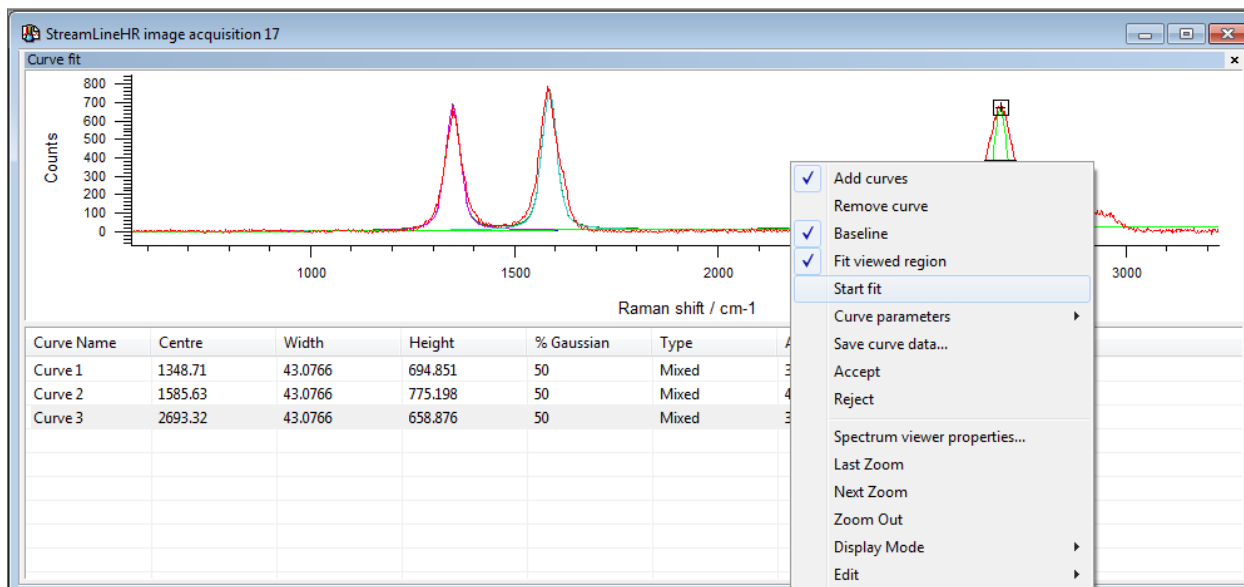 StreamLineHR image acquisition 17
Curve fit
800
700
600
500
400
300
200
100
0
Counts
1000 1500 2000 3000
Raman shift / cm-1
Curve Name Centre Width Height % Gaussian Type
Curve 1 1348.71 43.0766 694.851 50 Mixed
Curve 2 1585.63 43.0766 775.198 50 Mixed
Curve 3 2693.32 43.0766 658.876 50 Mixed
Add curves
Remove curve
Baseline
Fit viewed region
Start fit
Curve parameters
Save curve data...
Accept
Reject
Spectrum viewer properties...
Last Zoom
Next Zoom
Zoom Out
Display Mode
Edit